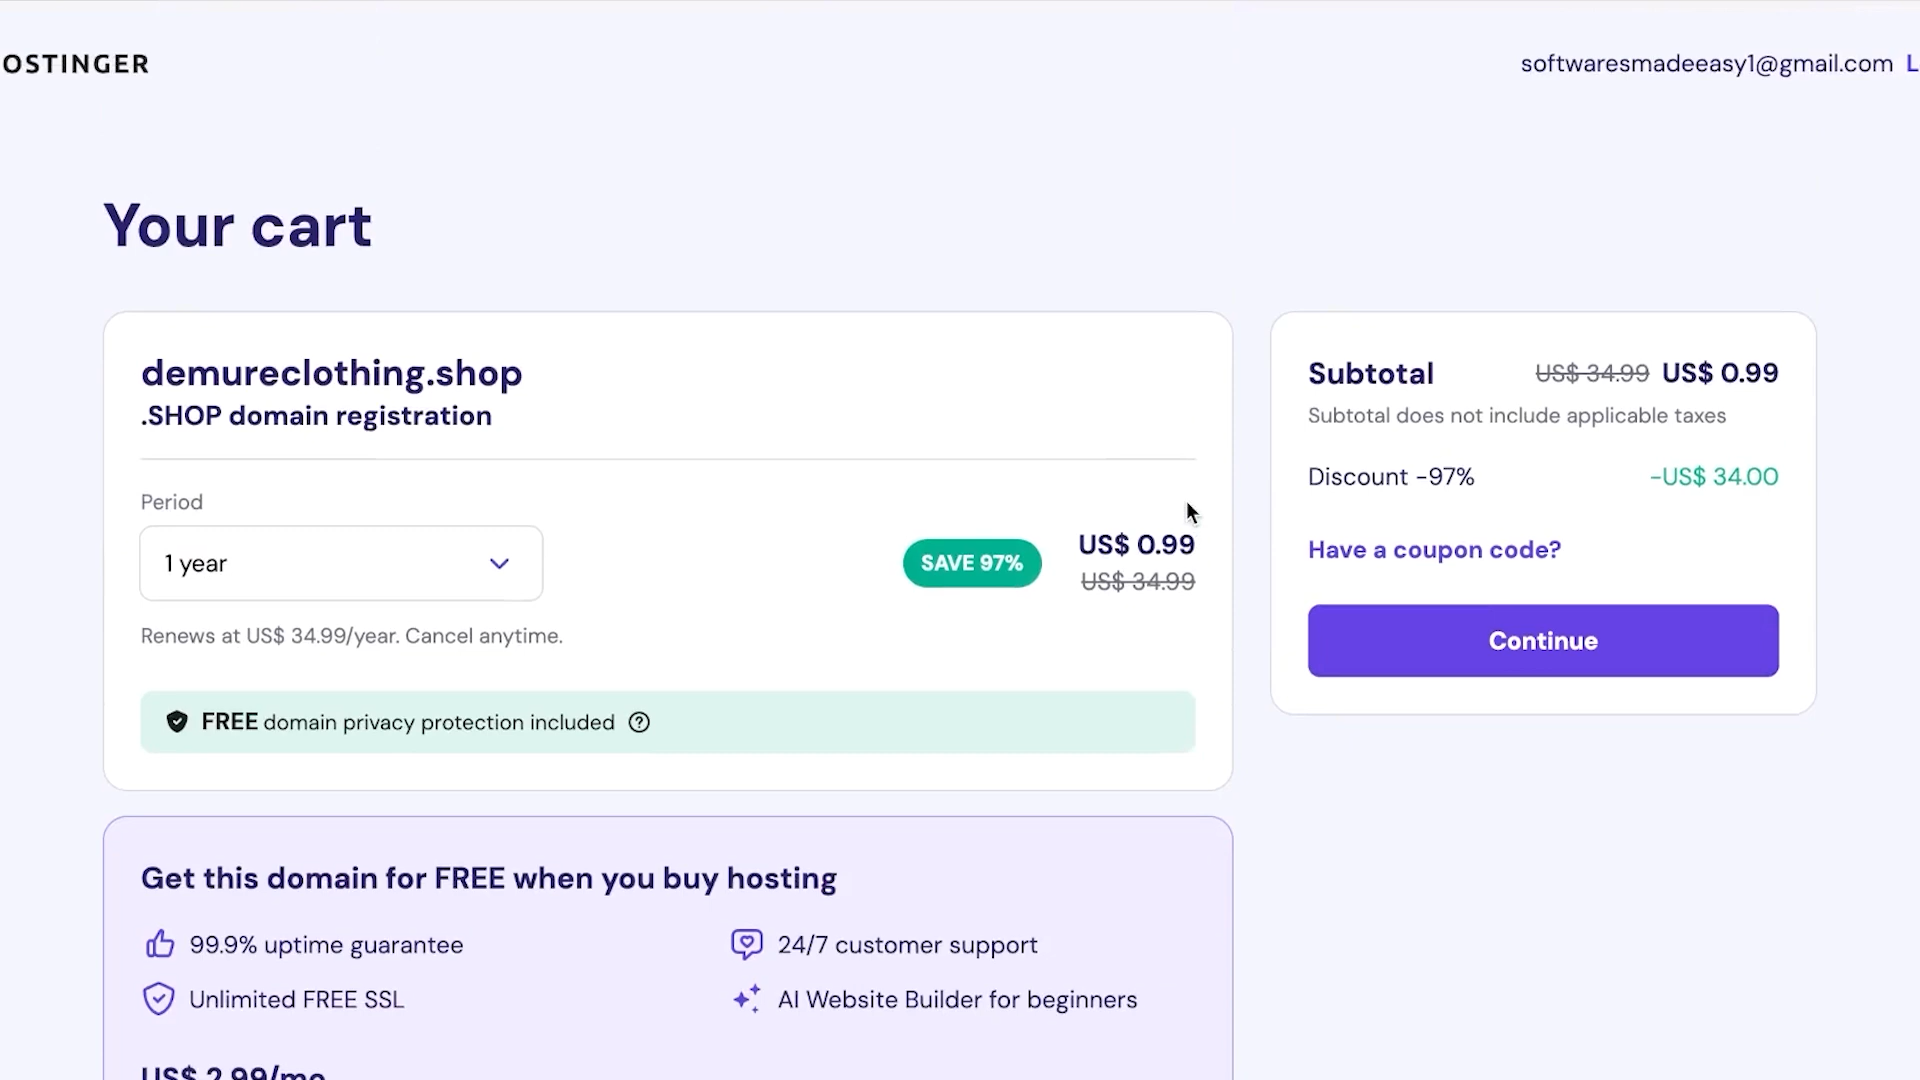 OSTINGER
softwaresmadeeasy1@gmail.com L
Your cart
demureclothing.shop
.SHOP domain registration
Period
1 year
SAVE 97%
US$ 0.99
US$ 34.99
Renews at US$ 34.99/year. Cancel anytime.
FREE domain privacy protection included
Subtotal US$ 34.99 US$ 0.99
Subtotal does not include applicable taxes
Discount -97% -US$ 34.00
Have a coupon code?
Continue
Get this domain for FREE when you buy hosting
99.9% uptime guarantee
24/7 customer support
Unlimited FREE SSL
AI Website Builder for beginners
US$ 2.99/mo